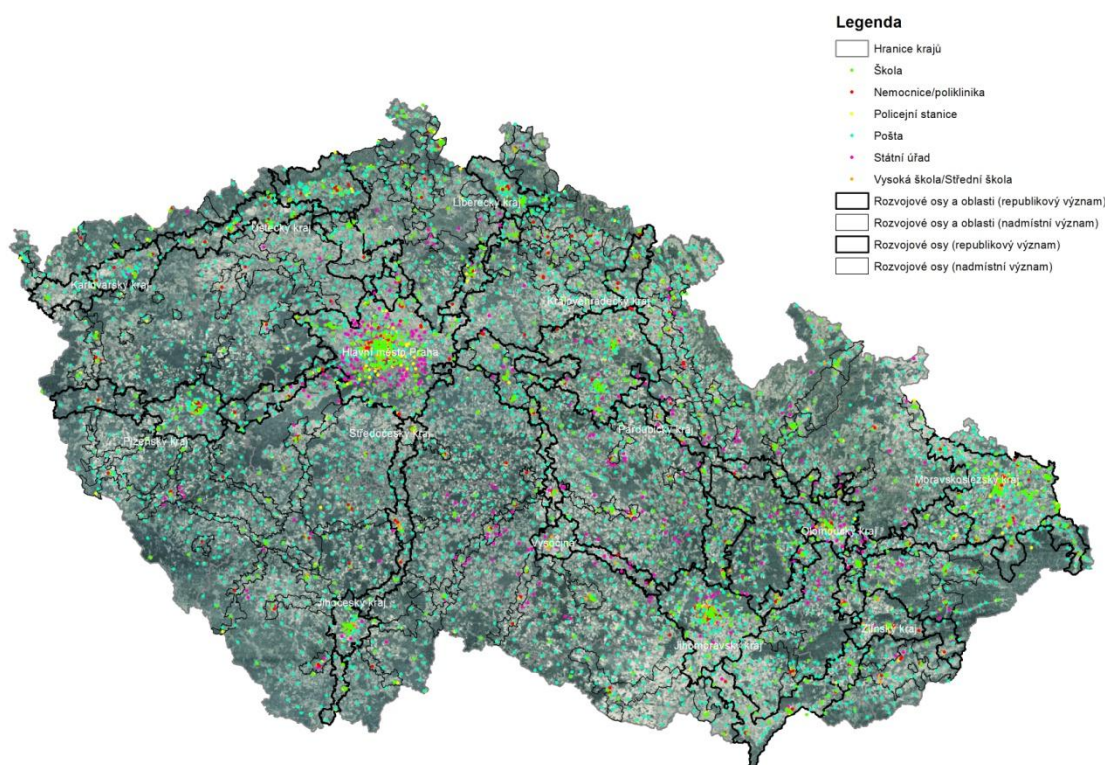 Legenda
Hranice krajů
Škola
Nemocnice/poliklinika
Policejní stanice
Pošta
Státní úřad
Vysoká škola/Střední škola
Rozvojové osy a oblasti (republikový význam)
Rozvojové osy a oblasti (nadmístní význam)
Rozvojové osy (republikový význam)
Rozvojové osy (nadmístní význam)
Liberecký kraj
Ústecký kraj
Karlovarský kraj
Královéhradecký kraj
Hlavní město Praha
Plzeňský kraj
Středočeský kraj
Pardubický kraj
Moravskoslezský kraj
Olomoucký kraj
Vysočina
Jihočeský kraj
Zlínský kraj
Jihomoravský kraj